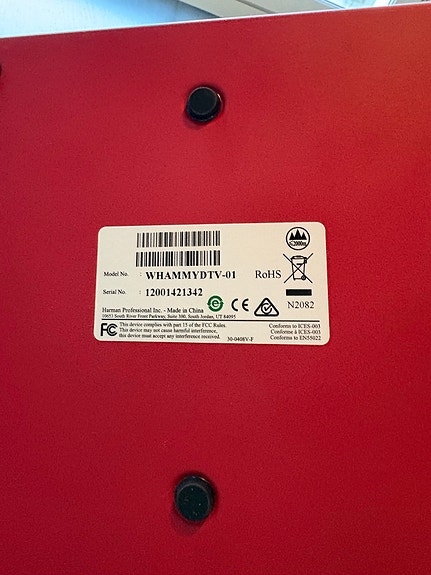 ≤2000m
Model No. : WHAMMYDTV-01
RoHS
Serial No. : 12001421342
N2082
Harman Professional Inc. - Made in China
10653 South River Front Parkway, Suite 300, South Jordan, UT 84095
FC This device complies with part 15 of the FCC Rules.
This device may not cause harmful interference,
this device must accept any interference received.
30-0408V-F
Conforms to ICES-003
Conforme à ICES-003
Conforms to EN55022